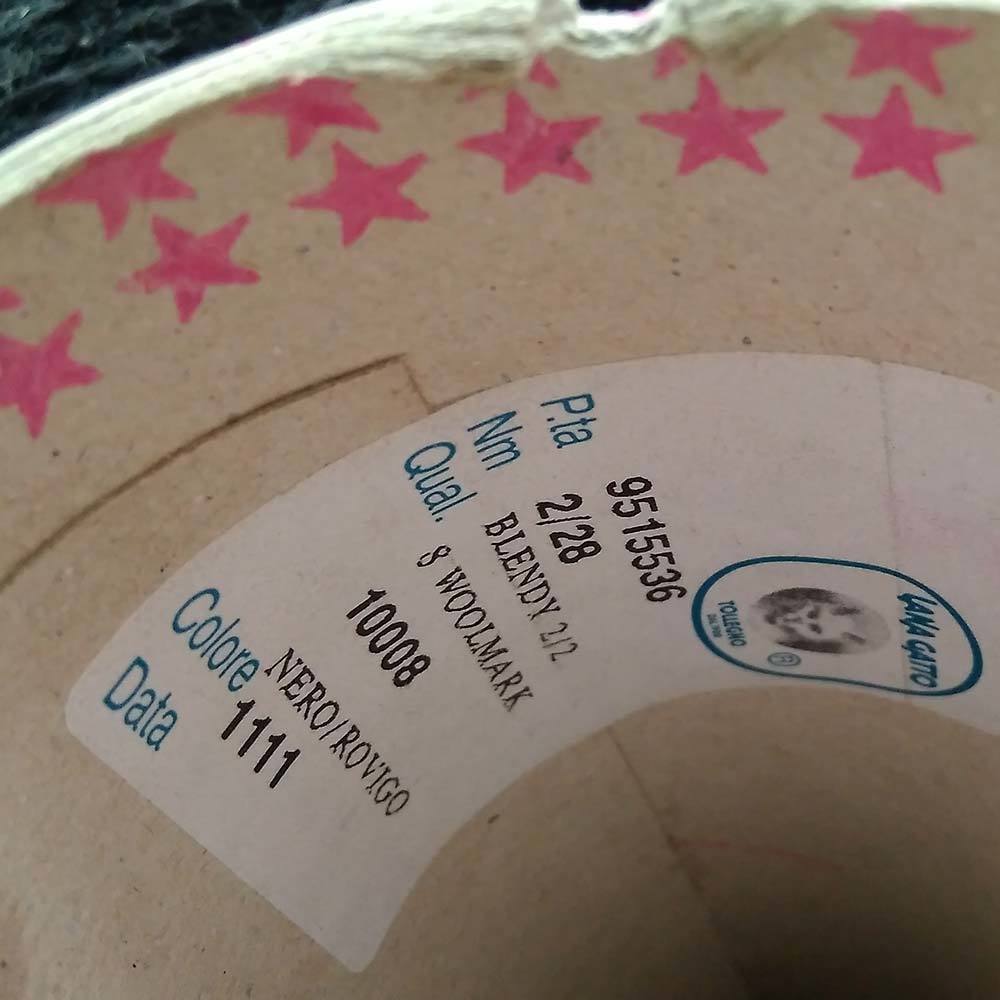 P.ta 9515536
Nm 2/28
Qual. BLENDY 2/2
8 WOOLMARK
10008
Colore NERO/ROVIGO
Data 1111
LANA GATTO
TOLLEGNO
®